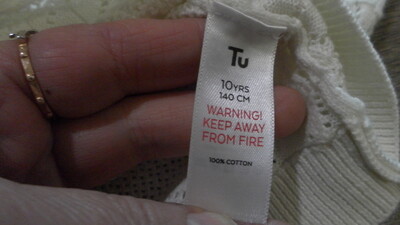 Tu
10YRS
140 CM
WARNING!
KEEP AWAY
FROM FIRE
100% COTTON